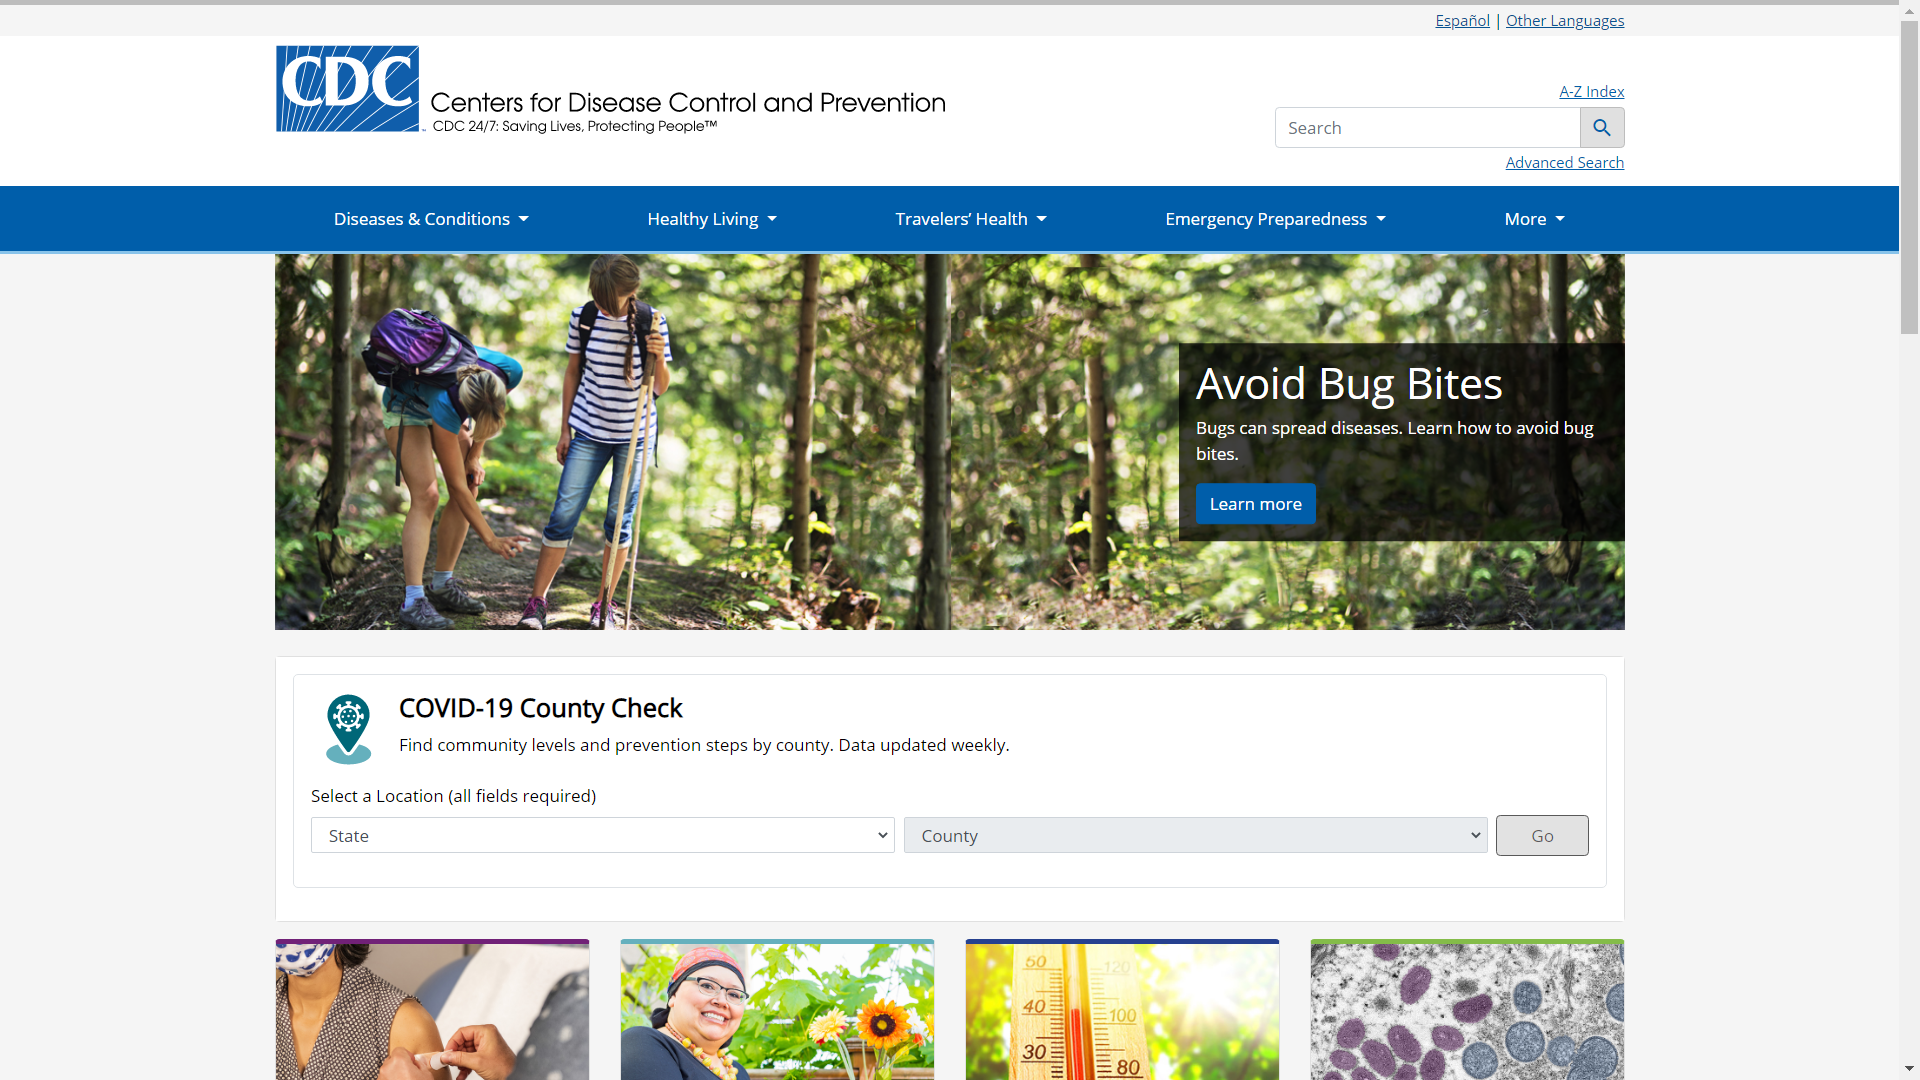 Español | Other Languages
CDC
Centers for Disease Control and Prevention
CDC 24/7: Saving Lives, Protecting People™
A-Z Index
Search
Advanced Search
Diseases & Conditions
Healthy Living
Travelers’ Health
Emergency Preparedness
More
Avoid Bug Bites
Bugs can spread diseases. Learn how to avoid bug
bites.
Learn more
COVID-19 County Check
Find community levels and prevention steps by county. Data updated weekly.
Select a Location (all fields required)
State
County
Go
50 120
40 100
30 80